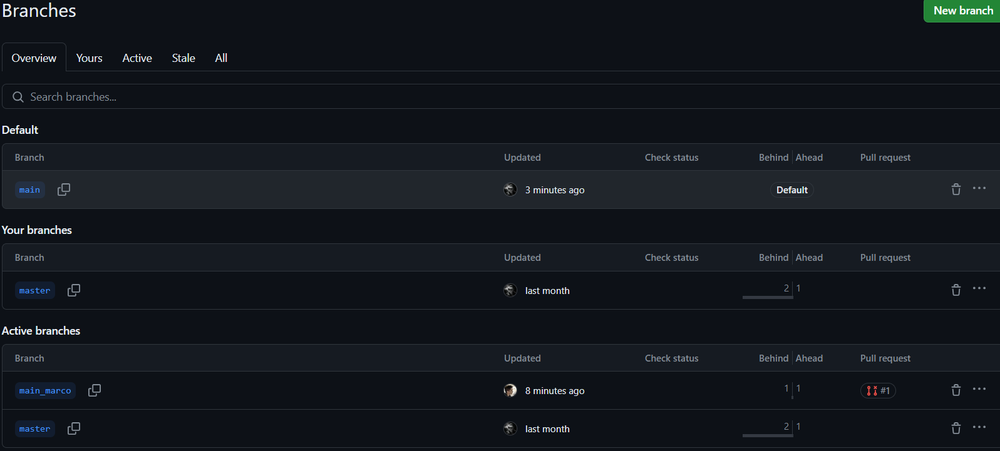 Branches
New branch
Overview Yours Active Stale All
Search branches...
Default
Branch Updated Check status Behind Ahead Pull request
main 3 minutes ago Default
Your branches
Branch Updated Check status Behind Ahead Pull request
master last month 2 1
Active branches
Branch Updated Check status Behind Ahead Pull request
main_marco 8 minutes ago 1 1 #1
master last month 2 1